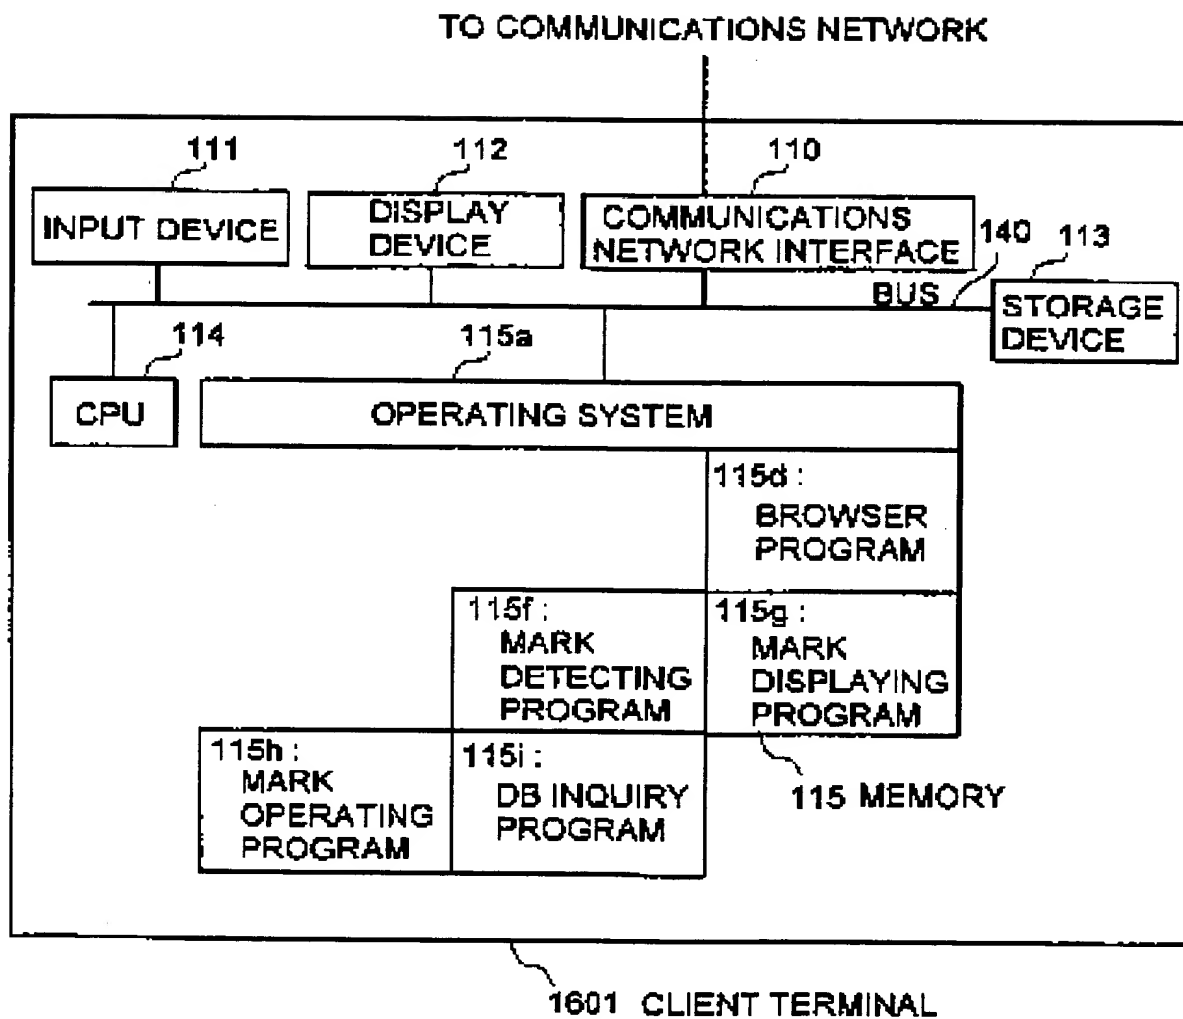 TO COMMUNICATIONS NETWORK
111
112
110
INPUT DEVICE
DISPLAY
DEVICE
COMMUNICATIONS
NETWORK INTERFACE
140
113
BUS
STORAGE
DEVICE
114
115a
CPU
OPERATING SYSTEM
115d :
BROWSER
PROGRAM
115f :
MARK
DETECTING
PROGRAM
115g :
MARK
DISPLAYING
PROGRAM
115h :
MARK
OPERATING
PROGRAM
115i :
DB INQUIRY
PROGRAM
115 MEMORY
1601 CLIENT TERMINAL